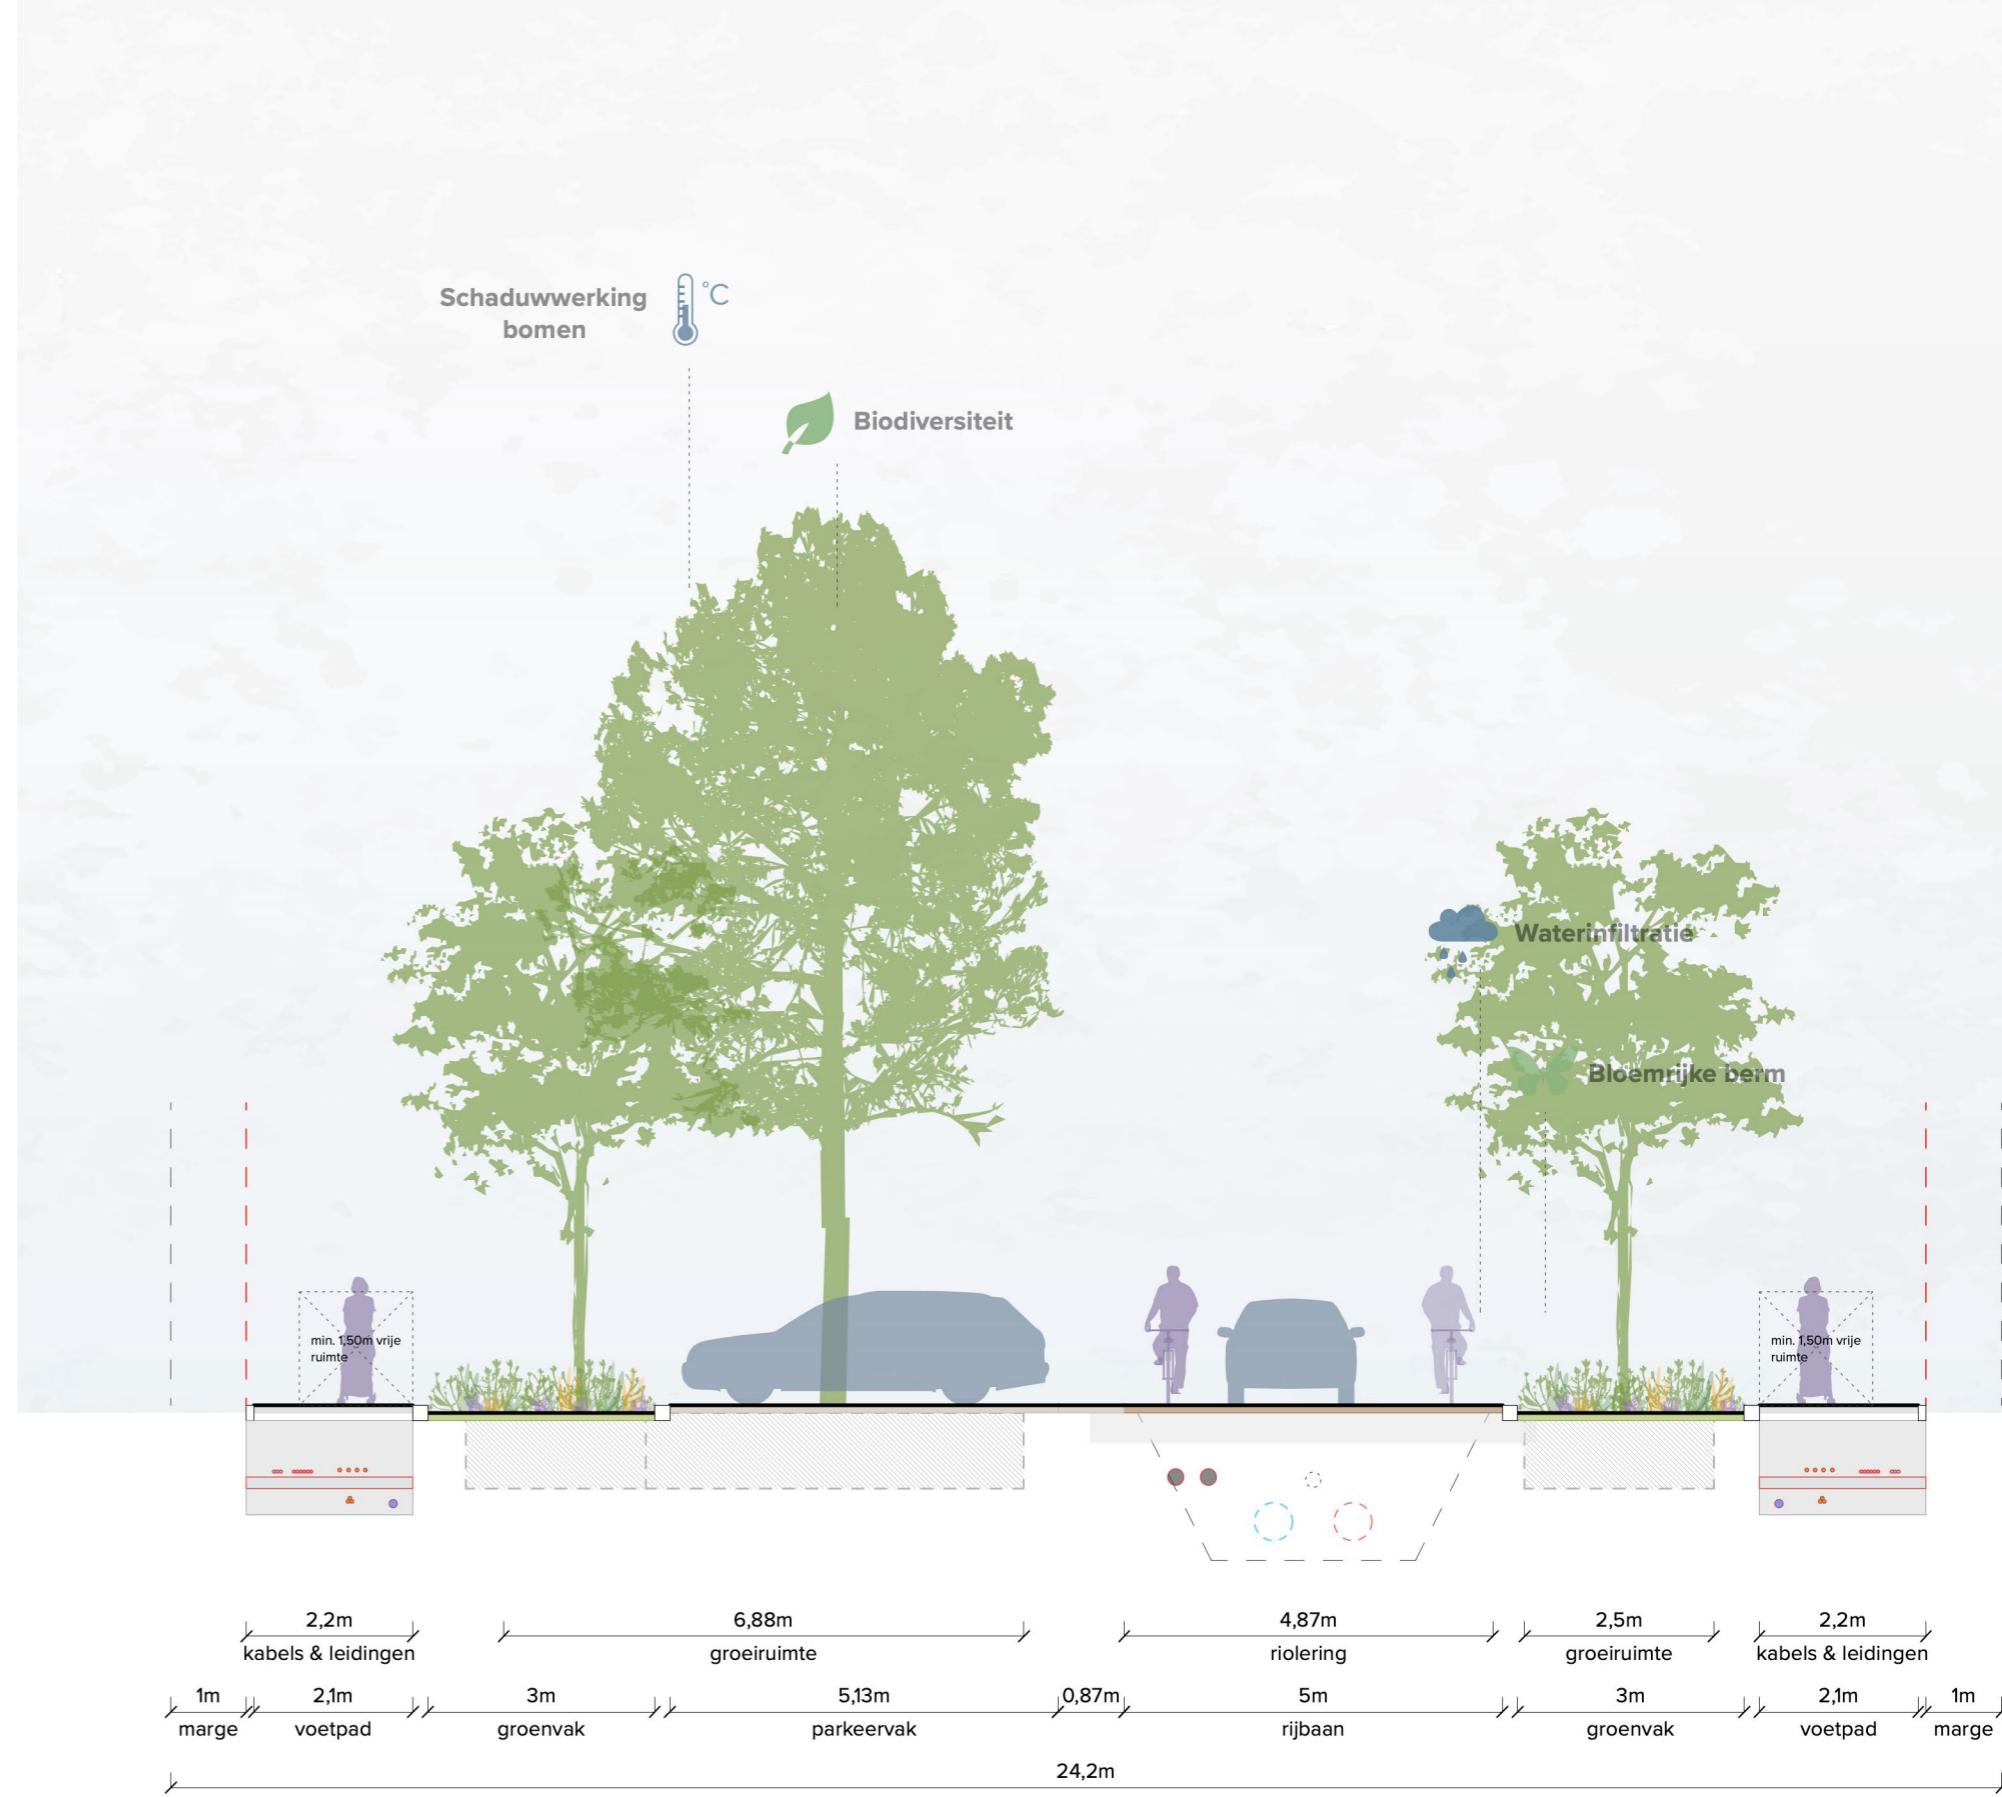 Schaduwwerking
bomen
°C
Biodiversiteit
Waterinfiltratie
Bloemrijke berm
min. 1,50m vrije
ruimte
min. 1,50m vrije
ruimte
2,2m
6,88m
4,87m
2,5m
2,2m
kabels & leidingen
groeiruimte
riolering
groeiruimte
kabels & leidingen
1m
2,1m
3m
5,13m
0,87m
5m
3m
2,1m
1m
marge
voetpad
groenvak
parkeervak
rijbaan
groenvak
voetpad
marge
24,2m